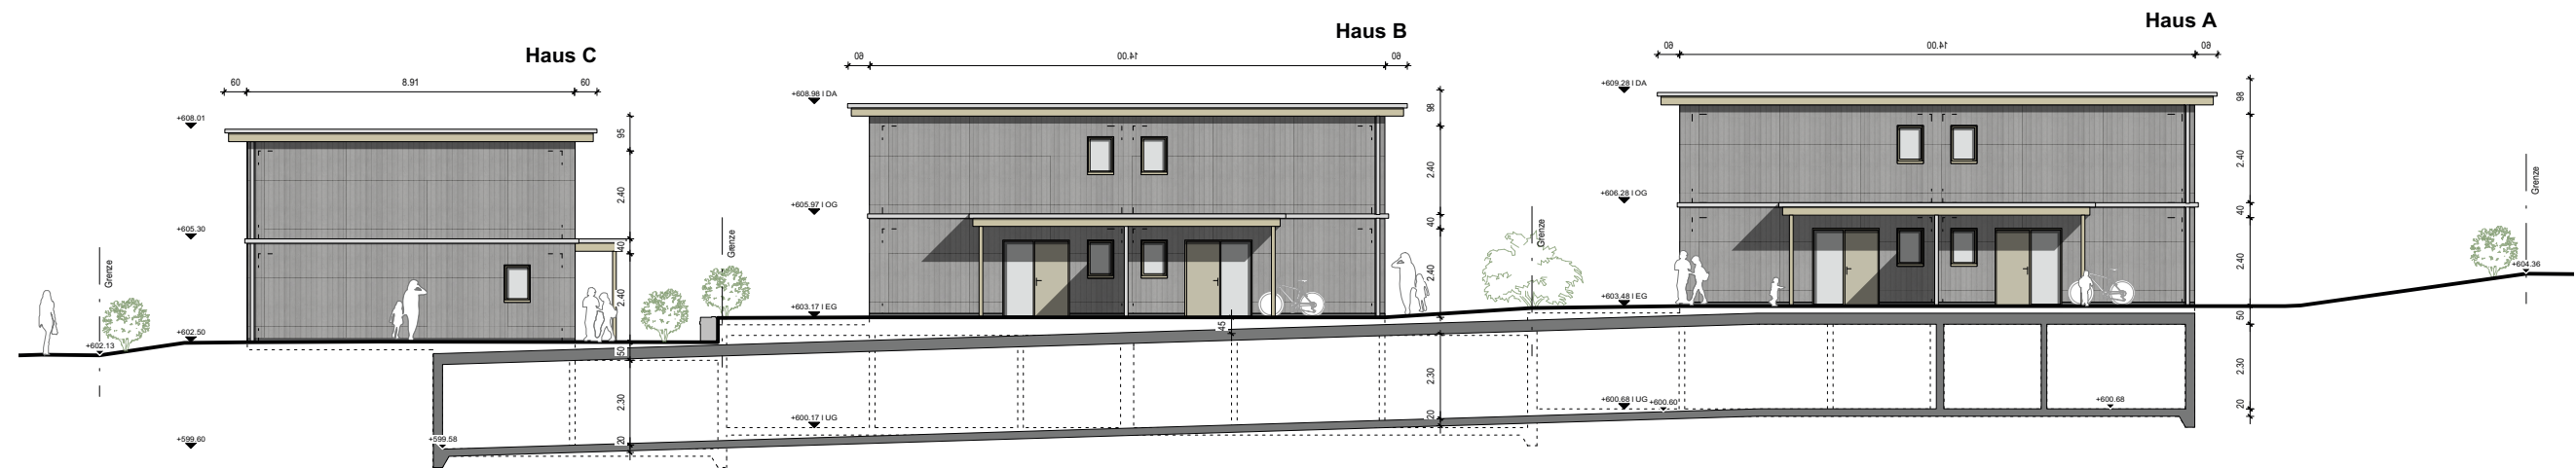 Haus C
Haus B
Haus A
60
8.91
60
60
14.00
60
60
14.00
60
+608.01
+605.30
+602.50
+602.13
+599.60
+599.58
Grenze
95
2.40
40
2.40
50
2.30
20
Grenze
+608.98 I DA
+605.97 I OG
+603.17 I EG
+600.17 I UG
45
98
2.40
40
2.40
2.30
20
Grenze
+609.28 I DA
+606.28 I OG
+603.48 I EG
+600.68 I UG
+600.60
+600.68
98
2.40
40
2.40
50
2.30
20
Grenze
+604.36